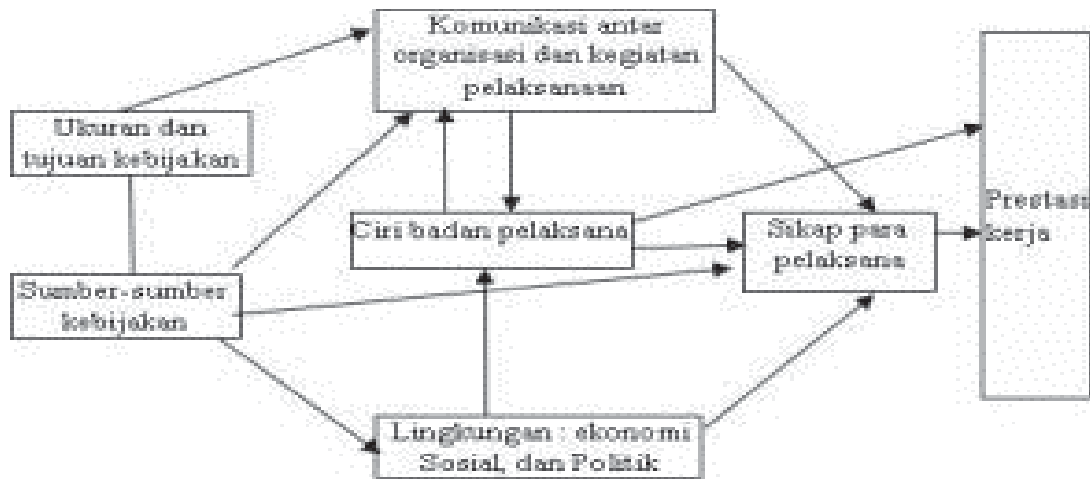 Komunikasi antar
organisasi dan kegiatan
pelaksanaan
Ukuran dan
tujuan kebijakan
Ciri badan pelaksana
Sikap para
pelaksana
Prestasi
kerja
Sumber-sumber
kebijakan
Lingkungan : ekonomi
Sosial, dan Politik